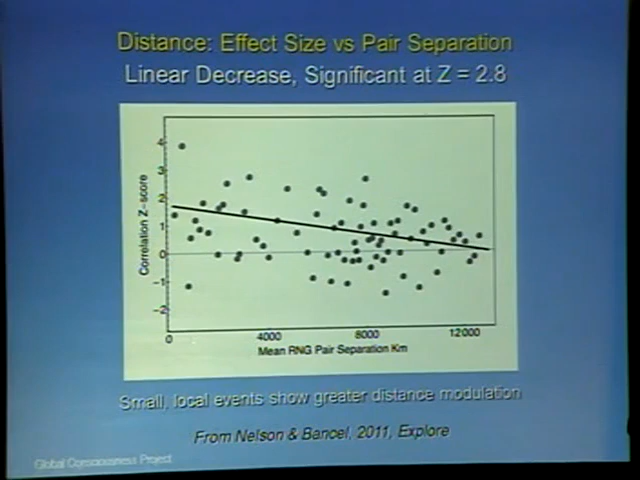 Distance: Effect Size vs Pair Separation
Linear Decrease, Significant at Z = 2.8
Correlation Z-score
4
3
2
1
0
-1
-2
0 4000 8000 12000
Mean RNG Pair Separation Km
Small, local events show greater distance modulation
From Nelson & Bancel, 2011, Explore
Global Consciousness Project